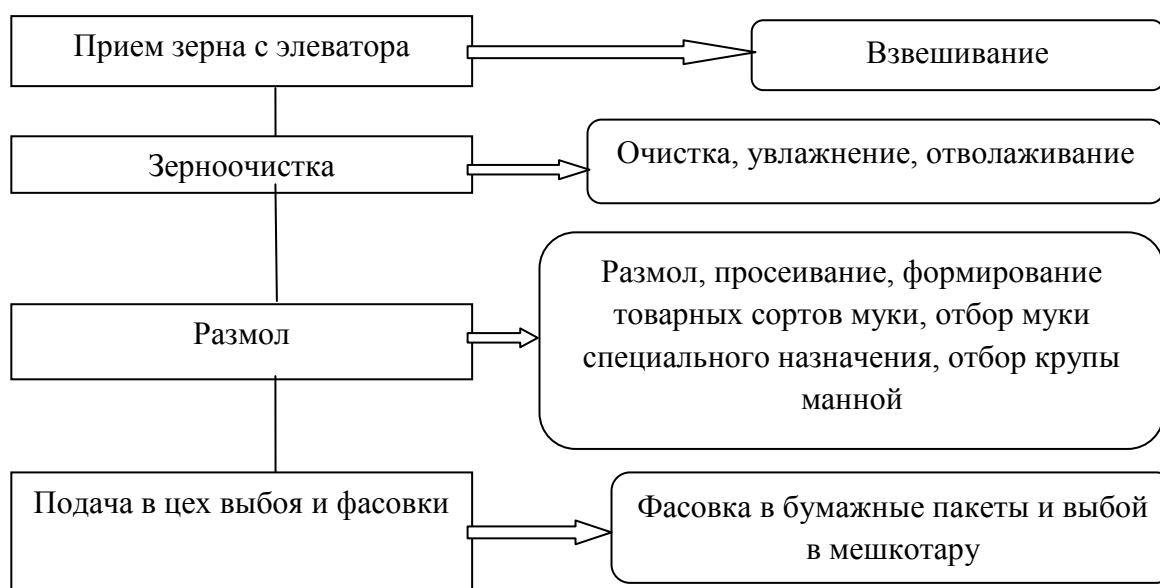 Прием зерна с элеватора
Взвешивание
Зерноочистка
Очистка, увлажнение, отволаживание
Размол
Размол, просеивание, формирование
товарных сортов муки, отбор муки
специального назначения, отбор крупы
манной
Подача в цех выбоя и фасовки
Фасовка в бумажные пакеты и выбой
в мешкотару